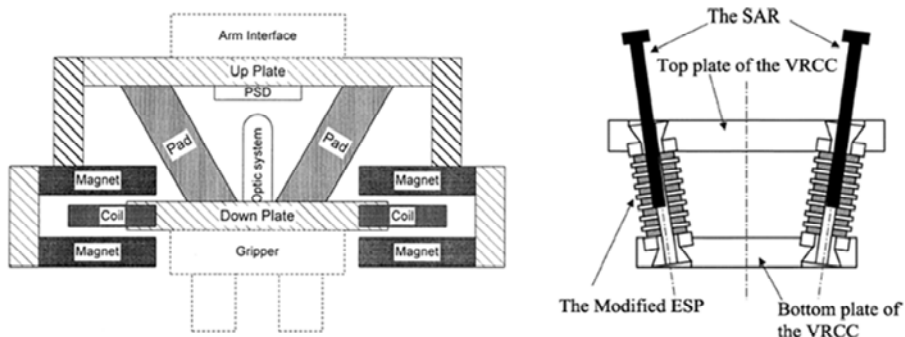 Arm Interface
Up Plate
PSD
Pad
Optic system
Pad
Magnet
Magnet
Coil
Down Plate
Coil
Magnet
Gripper
Magnet
The SAR
Top plate of the VRCC
The Modified ESP
Bottom plate of
the VRCC